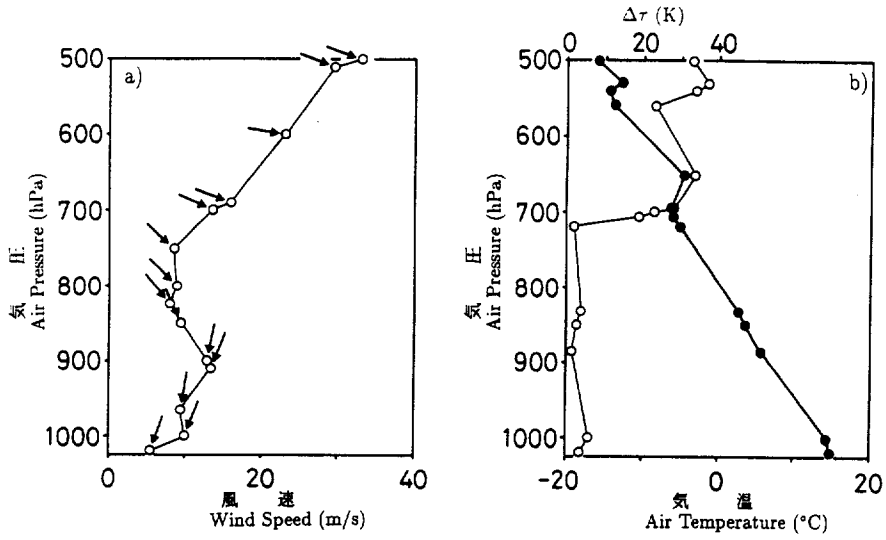 a)
500
600
700
800
900
1000
気圧
Air Pressure (hPa)
0 20 40
風速
Wind Speed (m/s)
Δτ (K)
0 20 40
b)
500
600
700
800
900
1000
気圧
Air Pressure (hPa)
-20 0 20
気温
Air Temperature (°C)